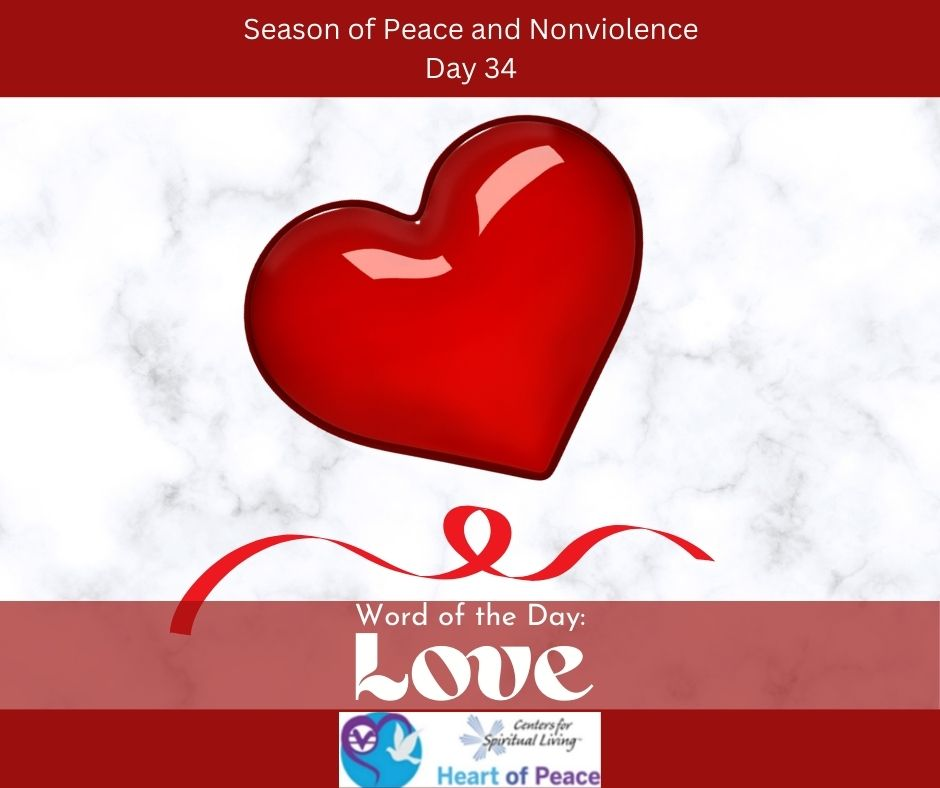 Season of Peace and Nonviolence
Day 34
Word of the Day:
Love
Centers for
Spiritual Living
Heart of Peace